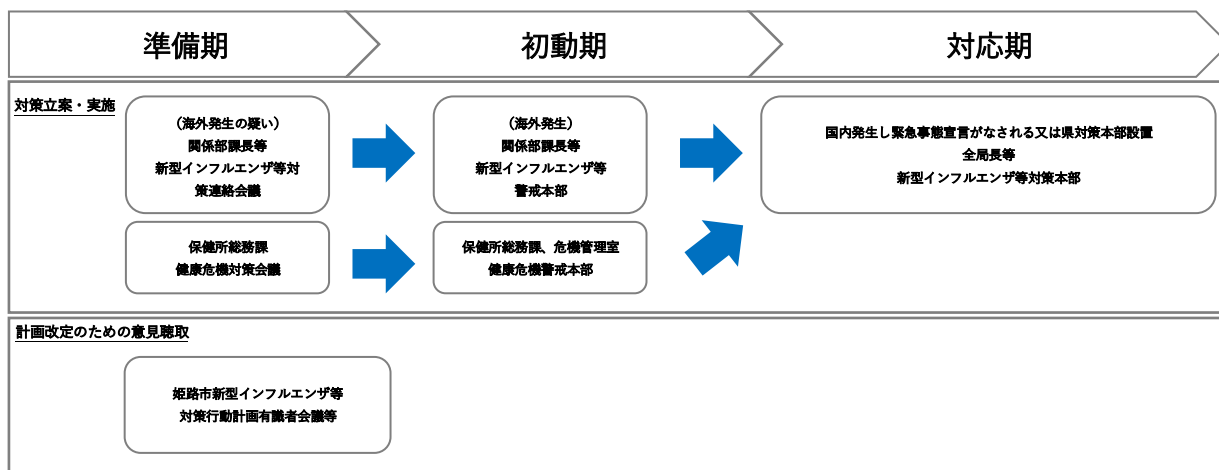 準備期
初動期
対応期
対策立案・実施
（海外発生の疑い）
関係部課長等
新型インフルエンザ等対
策連絡会議
（海外発生）
関係部課長等
新型インフルエンザ等
警戒本部
国内発生し緊急事態宣言がなされる又は県対策本部設置
全局長等
新型インフルエンザ等対策本部
保健所総務課
健康危機対策会議
保健所総務課、危機管理室
健康危機警戒本部
計画改定のための意見聴取
姫路市新型インフルエンザ等
対策行動計画有識者会議等